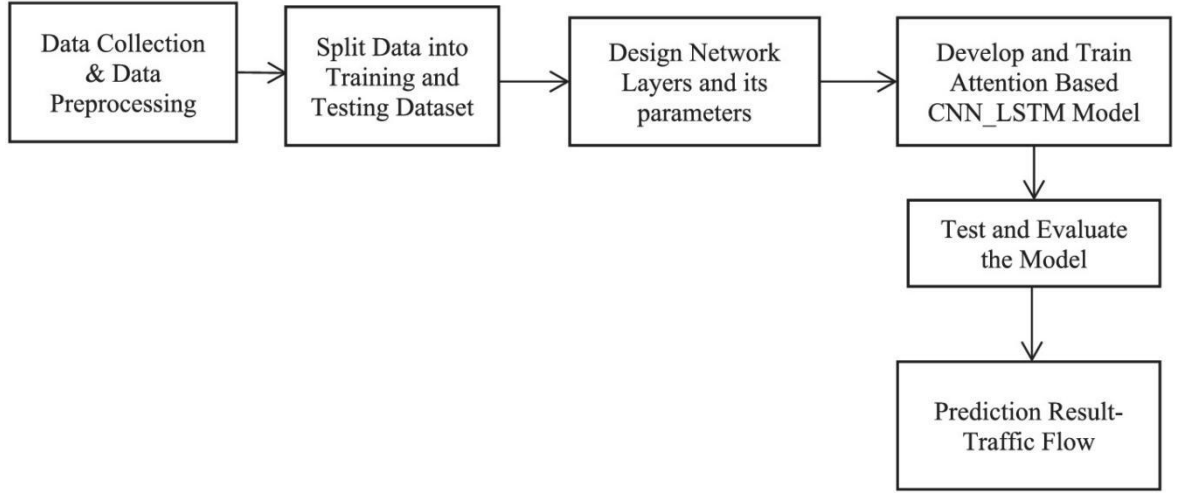 Data Collection
& Data
Preprocessing
Split Data into
Training and
Testing Dataset
Design Network
Layers and its
parameters
Develop and Train
Attention Based
CNN_LSTM Model
Test and Evaluate
the Model
Prediction Result-
Traffic Flow